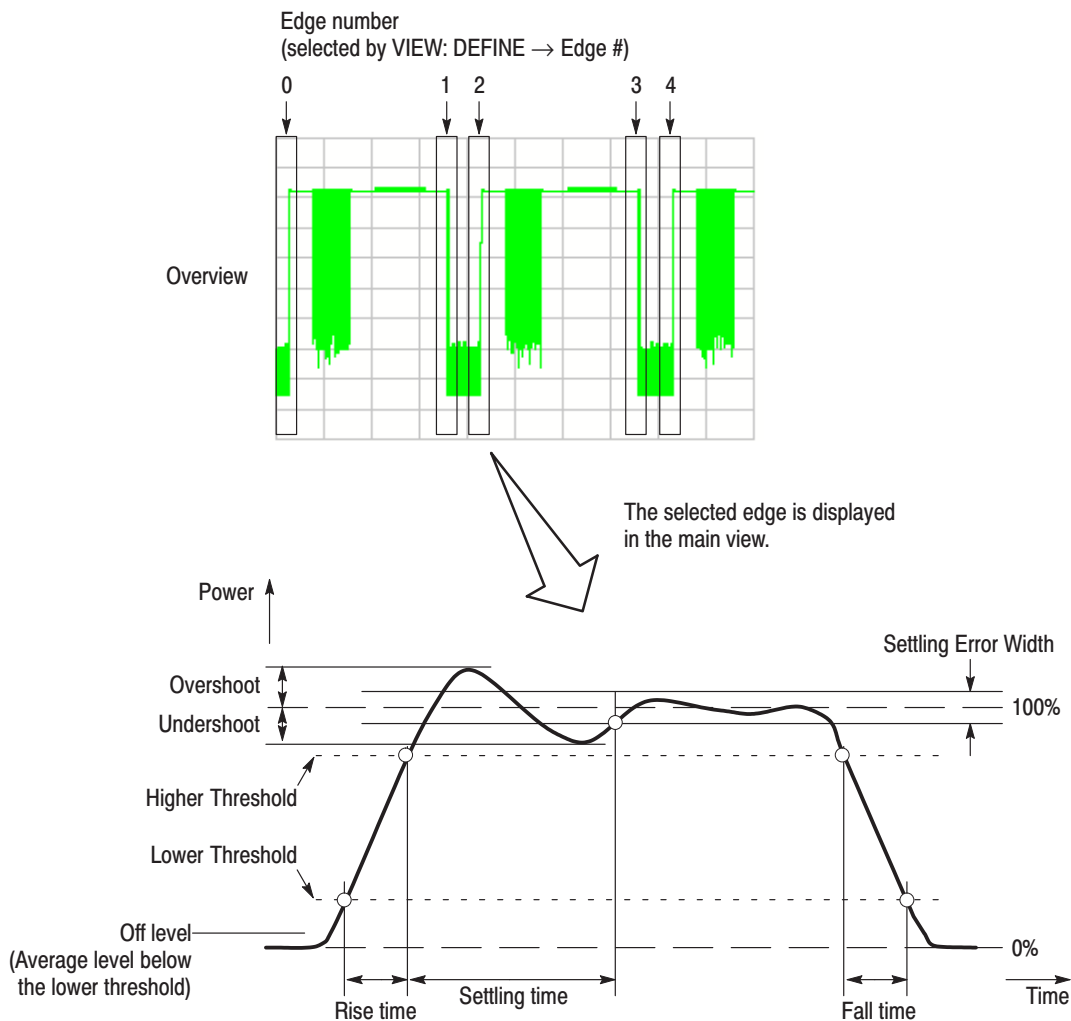 Edge number
(selected by VIEW: DEFINE → Edge #)
0 1 2 3 4
Overview
The selected edge is displayed
in the main view.
Power
Settling Error Width
Overshoot
100%
Undershoot
Higher Threshold
Lower Threshold
Off level
(Average level below
the lower threshold)
0%
Rise time
Settling time
Fall time
Time